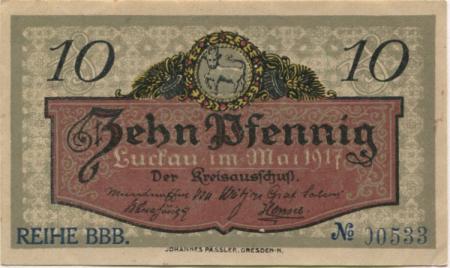 10 10
Zehn Pfennig
Luckau im Mai 1917
Der Kreisausschuß.
REIHE BBB. № 00533
JOHANNES PÄSSLER, DRESDEN-N.